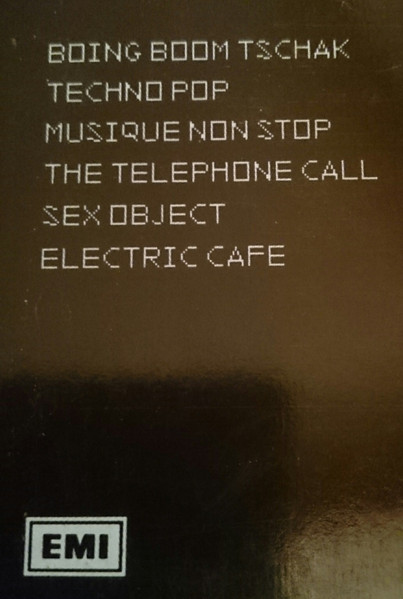 BOING BOOM TSCHAK
TECHNO POP
MUSIQUE NON STOP
THE TELEPHONE CALL
SEX OBJECT
ELECTRIC CAFE
EMI